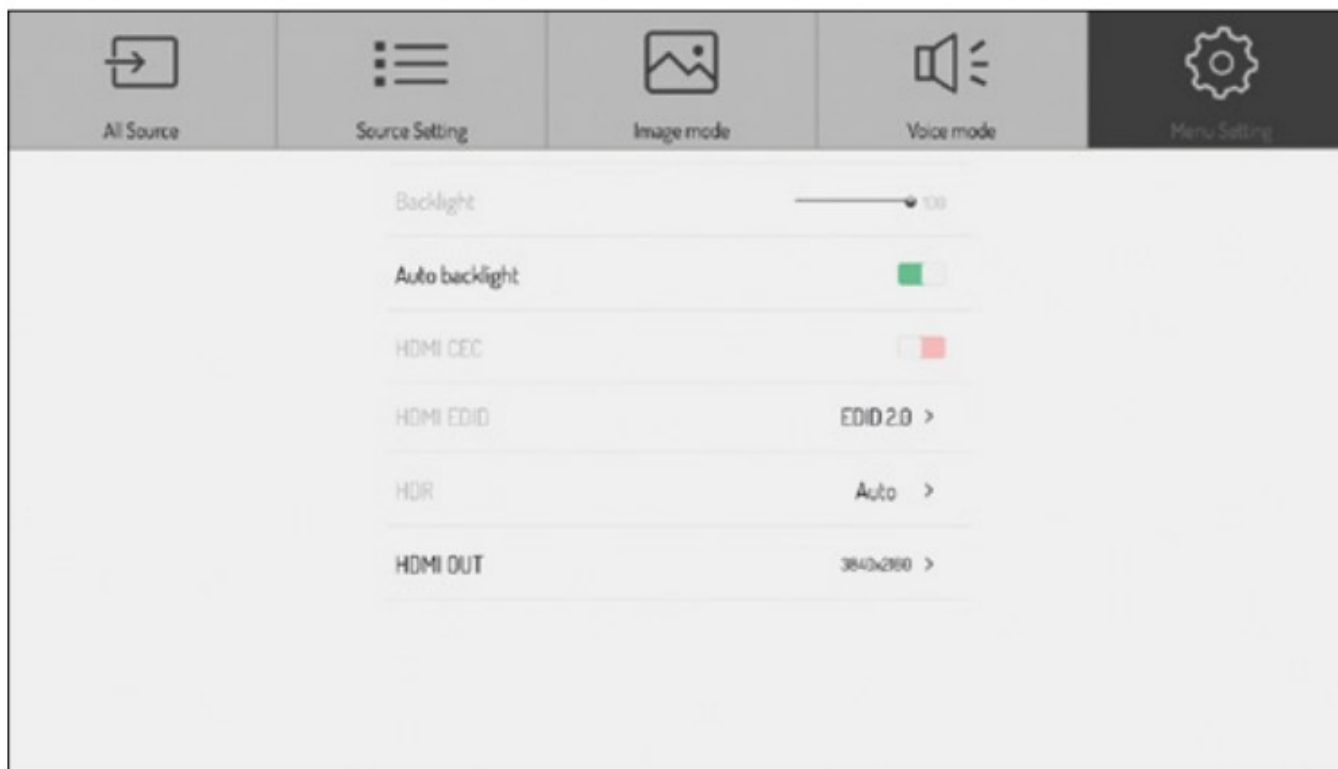 All Source
Source Setting
Image mode
Voice mode
Menu Setting
Backlight 100
Auto backlight
HDMI CEC
HDMI EDID EDID 2.0 >
HDR Auto >
HDMI OUT 3840x2160 >